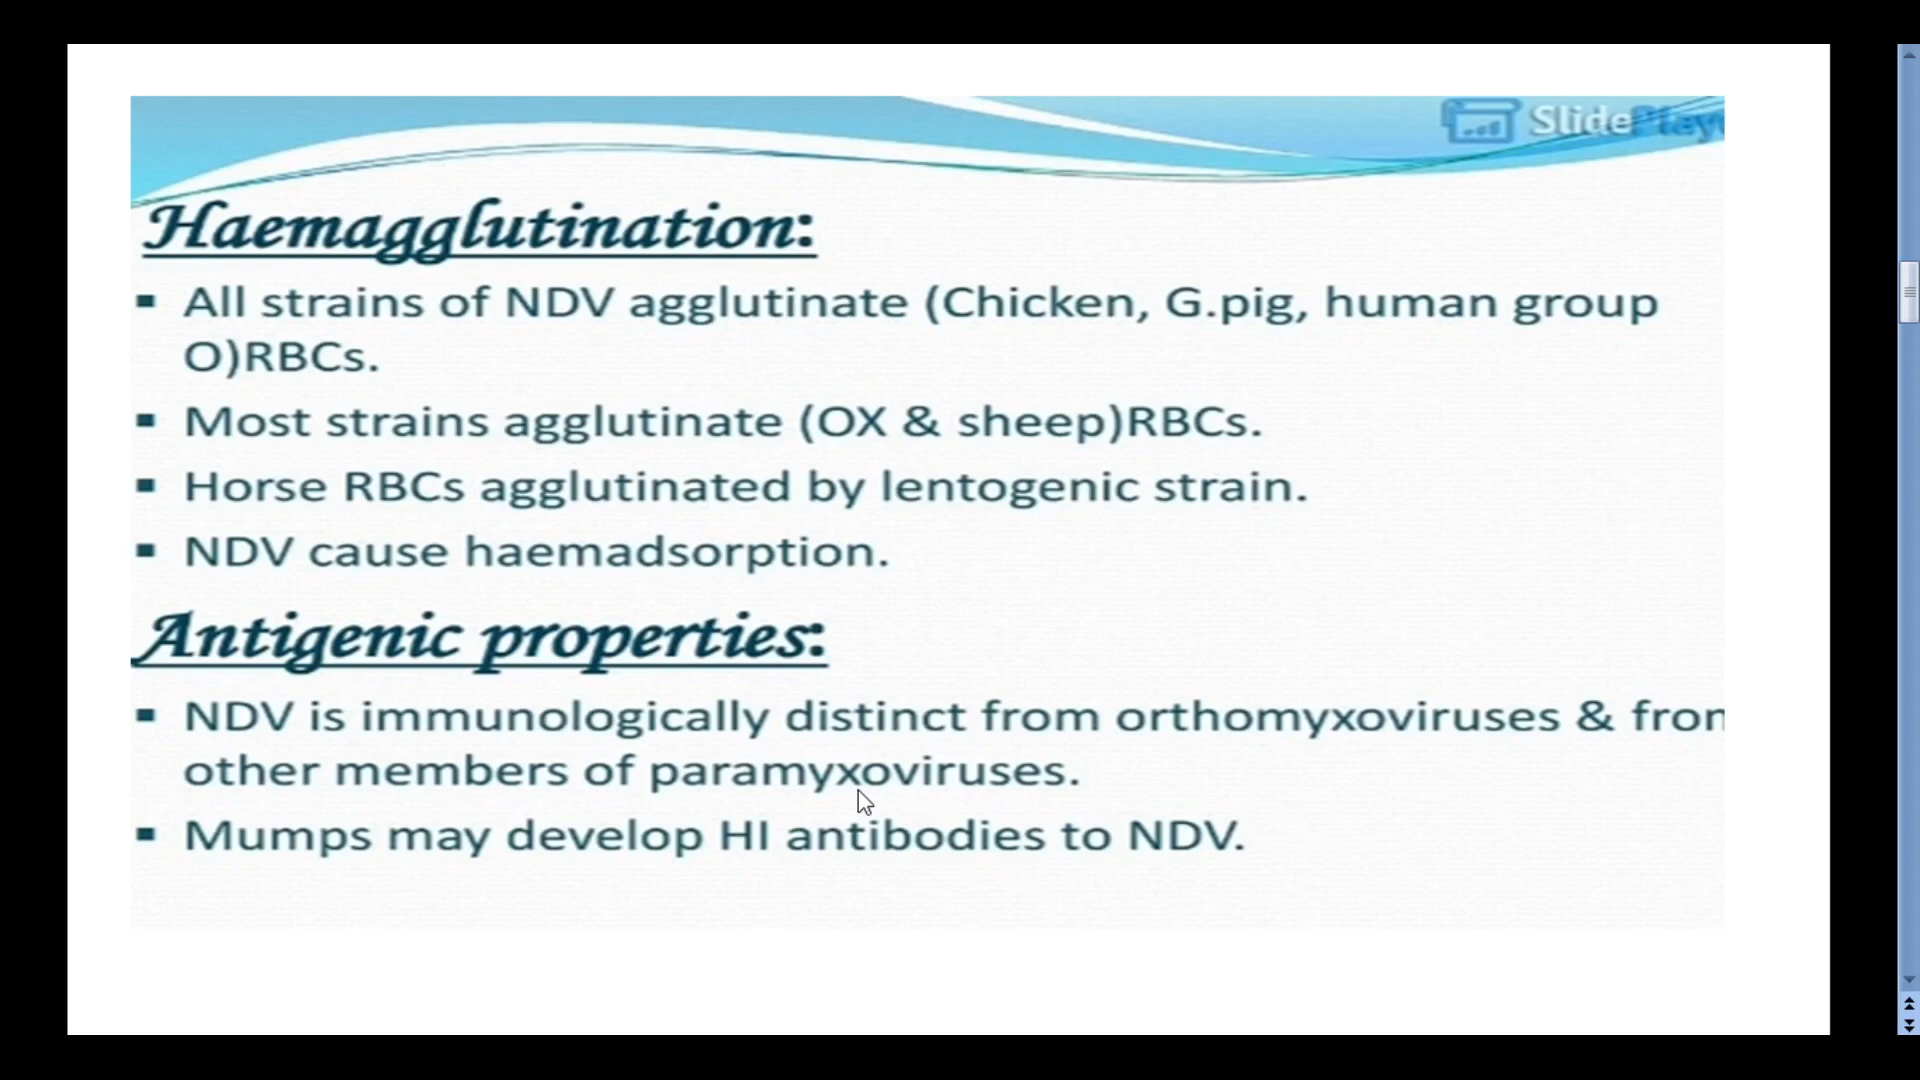 SlidePlay
Haemagglutination:
▪ All strains of NDV agglutinate (Chicken, G.pig, human group
O)RBCs.
▪ Most strains agglutinate (OX & sheep)RBCs.
▪ Horse RBCs agglutinated by lentogenic strain.
▪ NDV cause haemadsorption.
Antigenic properties:
▪ NDV is immunologically distinct from orthomyxoviruses & fron
other members of paramyxoviruses.
▪ Mumps may develop HI antibodies to NDV.